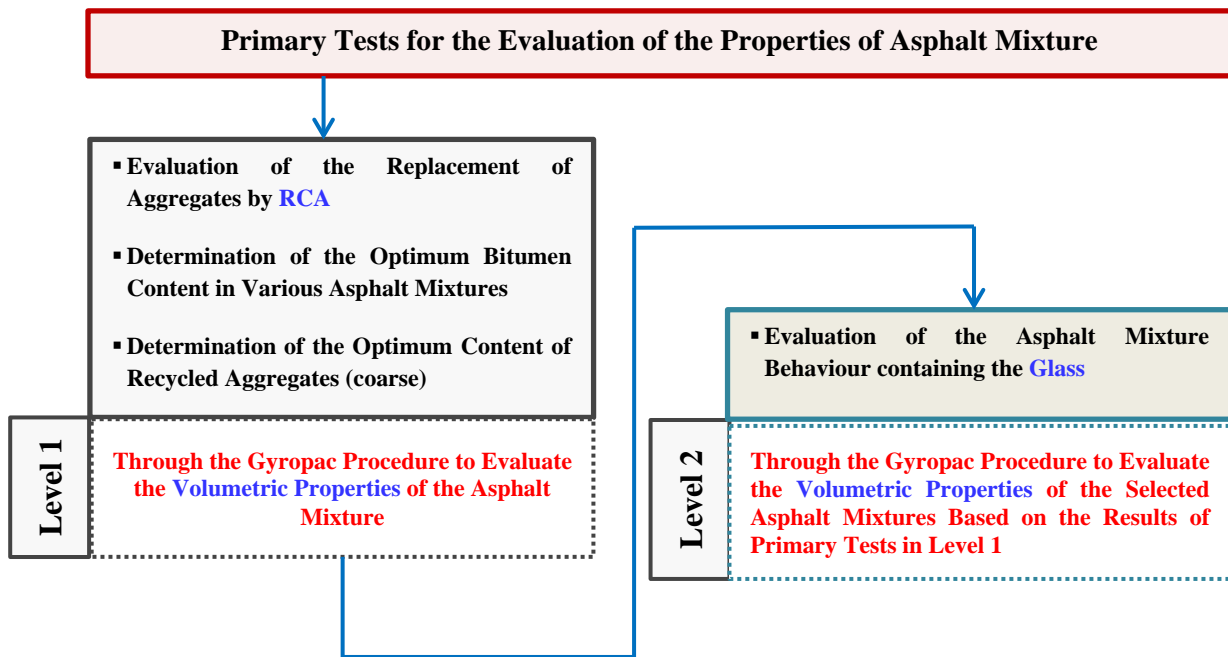 Primary Tests for the Evaluation of the Properties of Asphalt Mixture
▪ Evaluation of the Replacement of
Aggregates by RCA
▪ Determination of the Optimum Bitumen
Content in Various Asphalt Mixtures
▪ Determination of the Optimum Content of
Recycled Aggregates (coarse)
Level 1
Through the Gyropac Procedure to Evaluate
the Volumetric Properties of the Asphalt
Mixture
▪ Evaluation of the Asphalt Mixture
Behaviour containing the Glass
Level 2
Through the Gyropac Procedure to Evaluate
the Volumetric Properties of the Selected
Asphalt Mixtures Based on the Results of
Primary Tests in Level 1